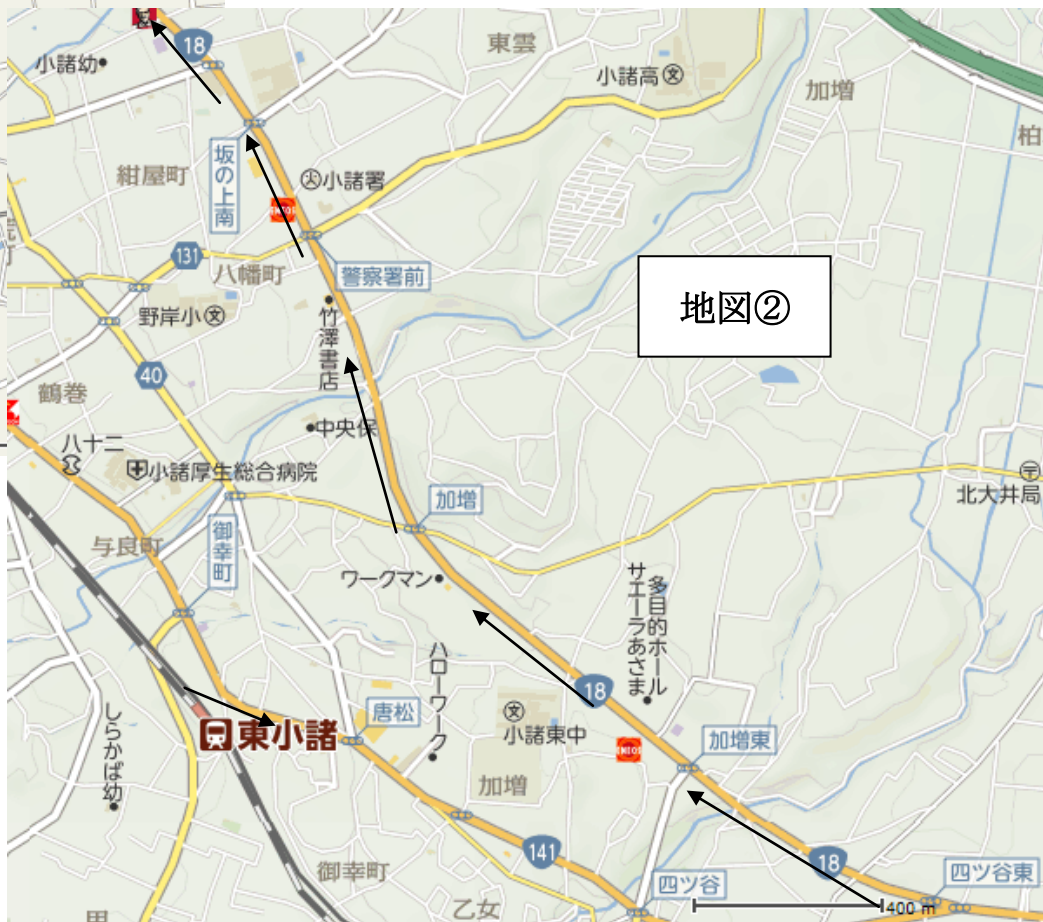 18
小諸幼
東雲
小諸高
文
加増
柏
坂の上南
紺屋町
火
小諸署
ENEOS
131
八幡町
警察署前
地図②
野岸小
文
竹澤書店
40
鶴巻
中央保
八十二
小諸厚生総合病院
加増
北大井局
〒
与良町
御幸町
ワークマン
多目的ホール
サエーラあさま
ハローワーク
18
しらかば幼
東小諸
唐松
文
小諸東中
ENEOS
加増東
加増
御幸町
141
18
四ツ谷
四ツ谷東
乙女
400 m